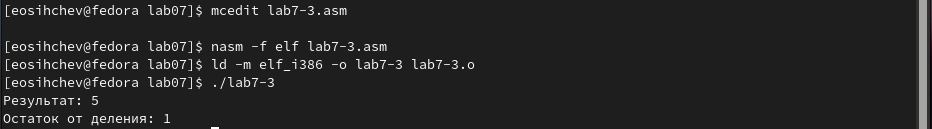 [eosihchev@fedora lab07]$ mcedit lab7-3.asm
[eosihchev@fedora lab07]$ nasm -f elf lab7-3.asm
[eosihchev@fedora lab07]$ ld -m elf_i386 -o lab7-3 lab7-3.o
[eosihchev@fedora lab07]$ ./lab7-3
Результат: 5
Остаток от деления: 1